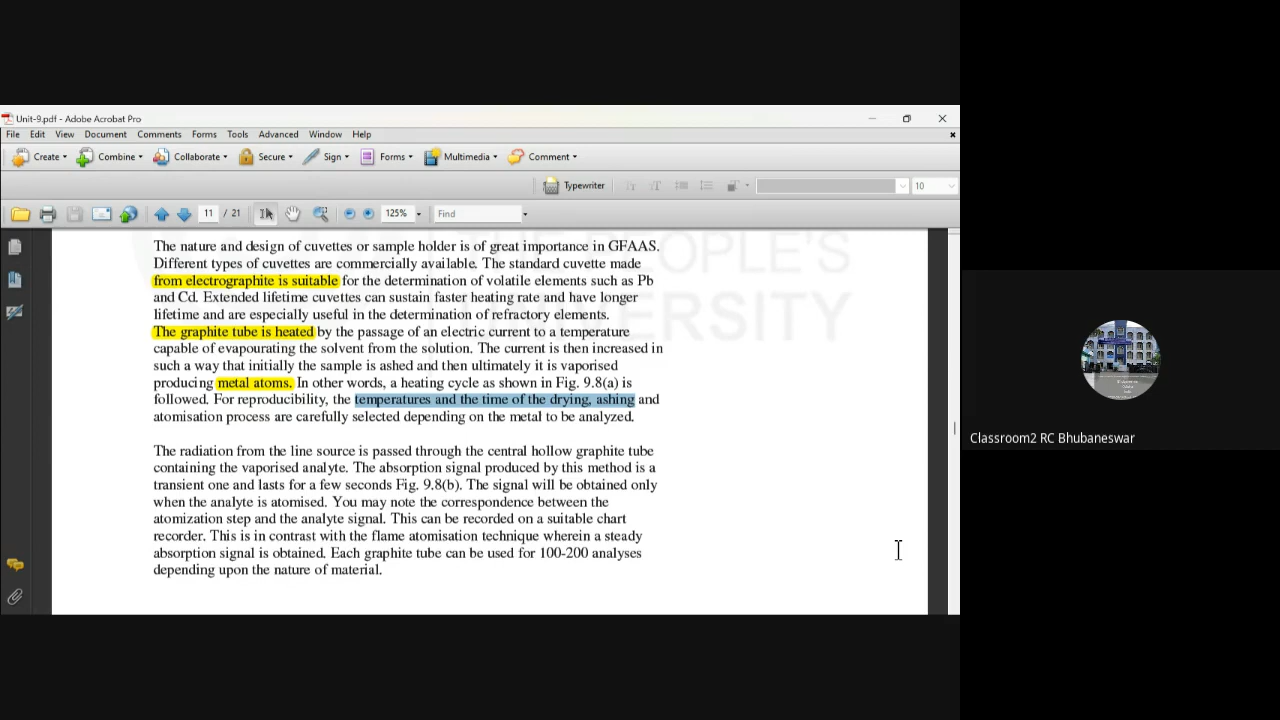 Unit-9.pdf - Adobe Acrobat Pro
File Edit View Document Comments Forms Tools Advanced Window Help
Create Combine Collaborate Secure Sign Forms Multimedia Comment
Typewriter 10
11 / 21 125% Find
THE PEOPLE'S
The nature and design of cuvettes or sample holder is of great importance in GFAAS.
Different types of cuvettes are commercially available. The standard cuvette made
from electrographite is suitable for the determination of volatile elements such as Pb
and Cd. Extended lifetime cuvettes can sustain faster heating rate and have longer
lifetime and are especially useful in the determination of refractory elements.
The graphite tube is heated by the passage of an electric current to a temperature
capable of evapourating the solvent from the solution. The current is then increased in
such a way that initially the sample is ashed and then ultimately it is vaporised
producing metal atoms. In other words, a heating cycle as shown in Fig. 9.8(a) is
followed. For reproducibility, the temperatures and the time of the drying, ashing and
atomisation process are carefully selected depending on the metal to be analyzed.
The radiation from the line source is passed through the central hollow graphite tube
containing the vaporised analyte. The absorption signal produced by this method is a
transient one and lasts for a few seconds Fig. 9.8(b). The signal will be obtained only
when the analyte is atomised. You may note the correspondence between the
atomization step and the analyte signal. This can be recorded on a suitable chart
recorder. This is in contrast with the flame atomisation technique wherein a steady
absorption signal is obtained. Each graphite tube can be used for 100-200 analyses
depending upon the nature of material.
Classroom2 RC Bhubaneswar